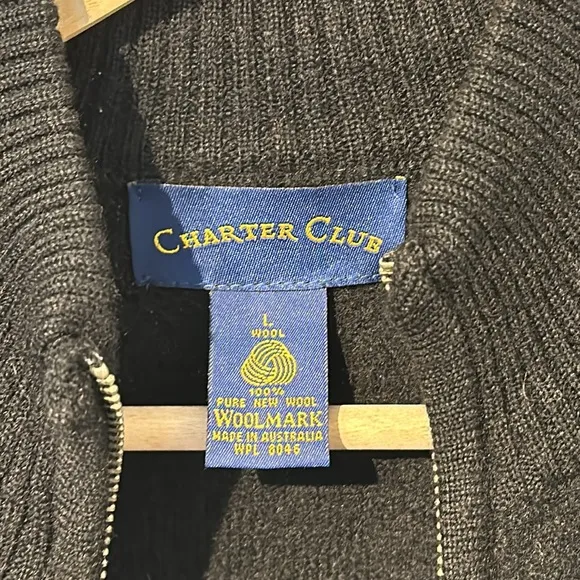 CHARTER CLUB
L
WOOL
100%
PURE NEW WOOL
WOOLMARK
MADE IN AUSTRALIA
WPL 8046